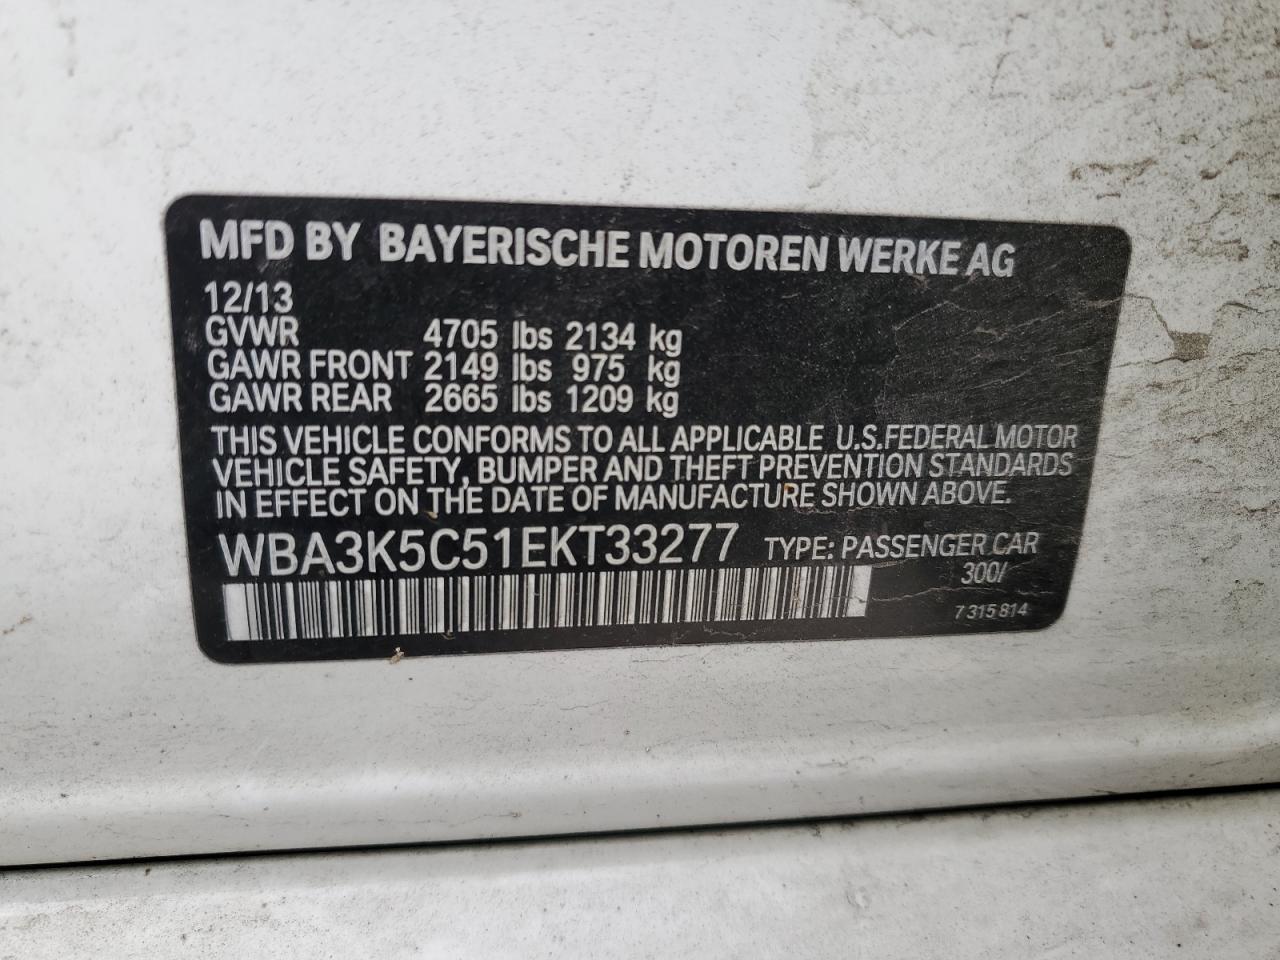 MFD BY BAYERISCHE MOTOREN WERKE AG
12/13
GVWR 4705 lbs 2134 kg
GAWR FRONT 2149 lbs 975 kg
GAWR REAR 2665 lbs 1209 kg
THIS VEHICLE CONFORMS TO ALL APPLICABLE U.S. FEDERAL MOTOR
VEHICLE SAFETY, BUMPER AND THEFT PREVENTION STANDARDS
IN EFFECT ON THE DATE OF MANUFACTURE SHOWN ABOVE.
WBA3K5C51EKT33277 TYPE: PASSENGER CAR
300/
7 315 814